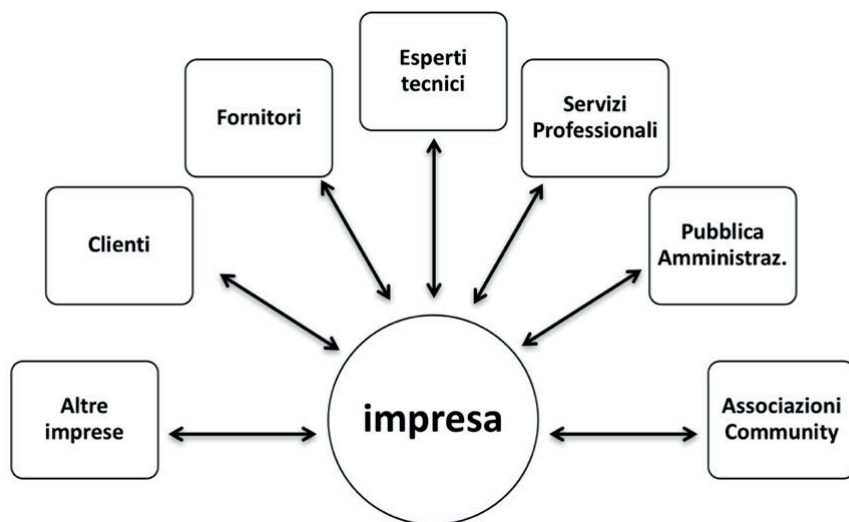 Esperti
tecnici
Fornitori
Servizi
Professionali
Clienti
Pubblica
Amministraz.
Altre
imprese
impresa
Associazioni
Community